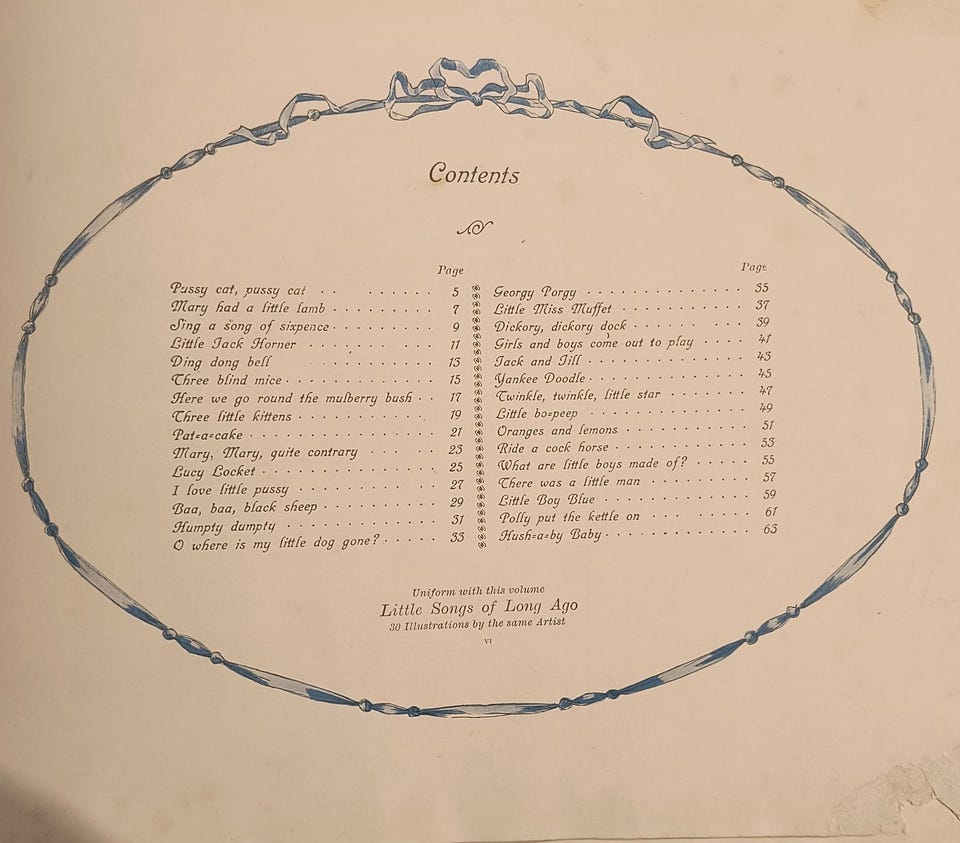 Contents
Page
Pussy cat, pussy cat 5
Mary had a little lamb 7
Sing a song of sixpence 9
Little Jack Horner 11
Ding dong bell 13
Three blind mice 15
Here we go round the mulberry bush 17
Three little kittens 19
Pat=a=cake 21
Mary, Mary, quite contrary 23
Lucy Locket 25
I love little pussy 27
Baa, baa, black sheep 29
Humpty dumpty 31
O where is my little dog gone? 33
Page
Georgy Porgy 35
Little Miss Muffet 37
Dickory, dickory dock 39
Girls and boys come out to play 41
Jack and Jill 43
Yankee Doodle 45
Twinkle, twinkle, little star 47
Little bo=peep 49
Oranges and lemons 51
Ride a cock horse 53
What are little boys made of? 55
There was a little man 57
Little Boy Blue 59
Polly put the kettle on 61
Hush=a=by Baby 63
Uniform with this volume
Little Songs of Long Ago
30 Illustrations by the same Artist
VI